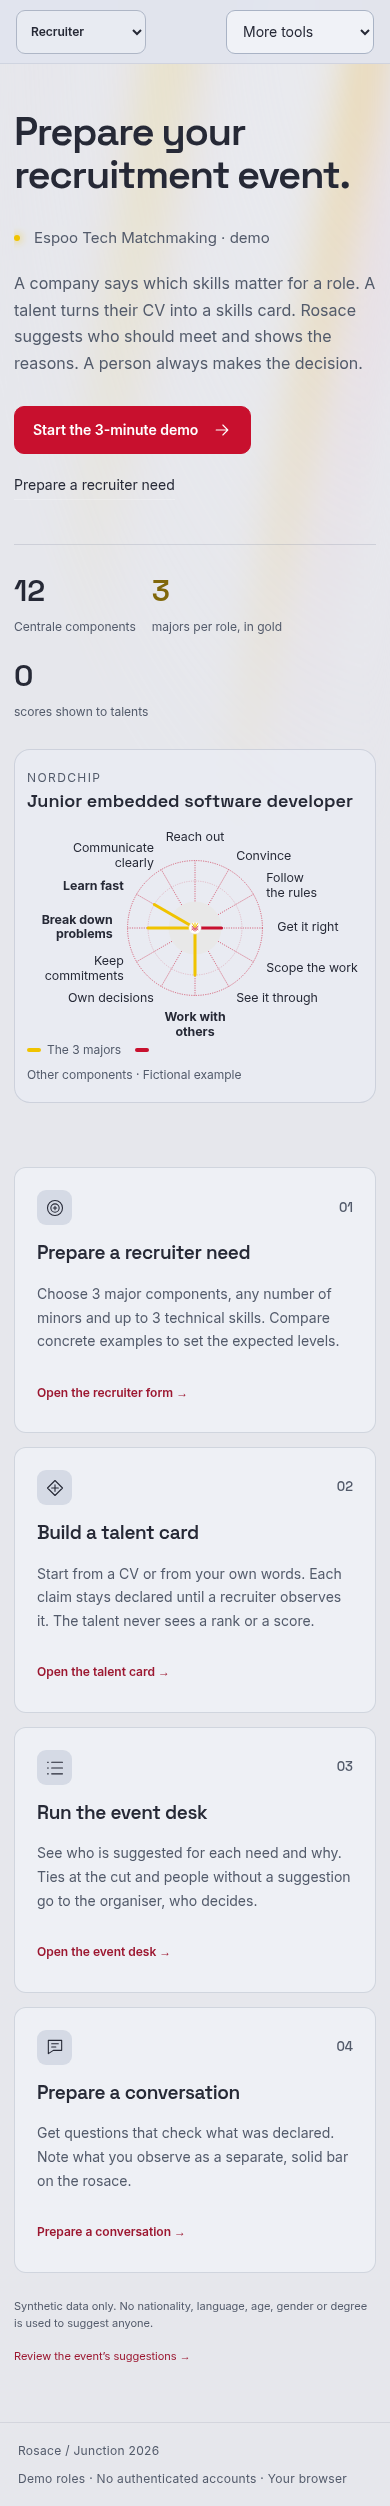 Recruiter
More tools
Prepare your
recruitment event.
Espoo Tech Matchmaking · demo
A company says which skills matter for a role. A
talent turns their CV into a skills card. Rosace
suggests who should meet and shows the
reasons. A person always makes the decision.
Start the 3-minute demo →
Prepare a recruiter need
12
Centrale components
3
majors per role, in gold
0
scores shown to talents
NORDCHIP
Junior embedded software developer
Reach out
Convince
Follow
the rules
Get it right
Scope the work
See it through
Work with
others
Own decisions
Keep
commitments
Break down
problems
Learn fast
Communicate
clearly
The 3 majors
Other components · Fictional example
01
Prepare a recruiter need
Choose 3 major components, any number of
minors and up to 3 technical skills. Compare
concrete examples to set the expected levels.
Open the recruiter form →
02
Build a talent card
Start from a CV or from your own words. Each
claim stays declared until a recruiter observes
it. The talent never sees a rank or a score.
Open the talent card →
03
Run the event desk
See who is suggested for each need and why.
Ties at the cut and people without a suggestion
go to the organiser, who decides.
Open the event desk →
04
Prepare a conversation
Get questions that check what was declared.
Note what you observe as a separate, solid bar
on the rosace.
Prepare a conversation →
Synthetic data only. No nationality, language, age, gender or degree
is used to suggest anyone.
Review the event's suggestions →
Rosace / Junction 2026
Demo roles · No authenticated accounts · Your browser